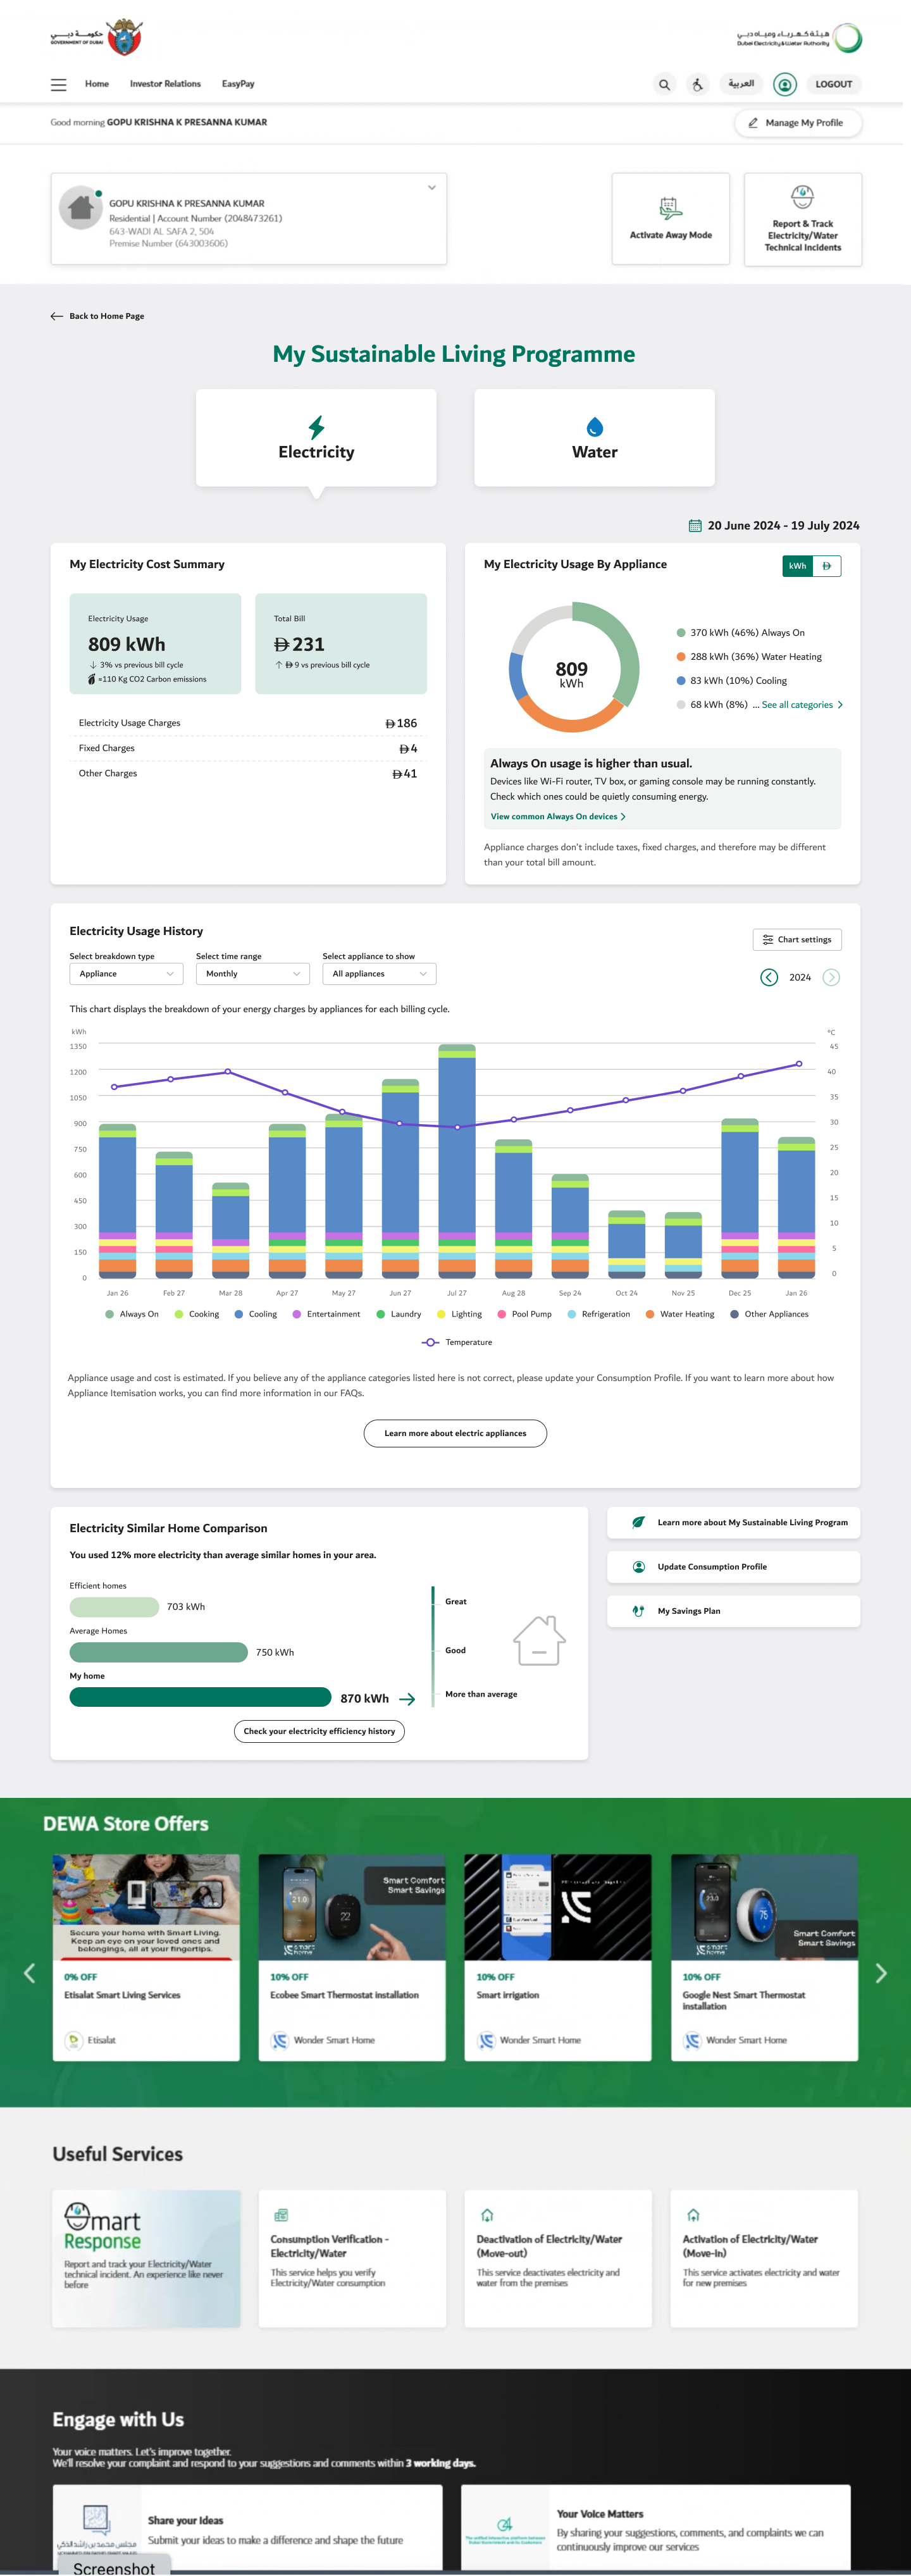 حكومة دبي
GOVERNMENT OF DUBAI
هيئة كهرباء ومياه دبي
Dubai Electricity & Water Authority
Home
Investor Relations
EasyPay
العربية
LOGOUT
Good morning GOPU KRISHNA K PRESANNA KUMAR
Manage My Profile
GOPU KRISHNA K PRESANNA KUMAR
Residential | Account Number (2048473261)
643-WADI AL SAFA 2, 504
Premise Number (643003606)
Activate Away Mode
Report & Track
Electricity/Water
Technical Incidents
Back to Home Page
My Sustainable Living Programme
Electricity
Water
20 June 2024 - 19 July 2024
My Electricity Cost Summary
Electricity Usage
809 kWh
↓ 3% vs previous bill cycle
≈110 Kg CO2 Carbon emissions
Total Bill
231
↑ 9 vs previous bill cycle
Electricity Usage Charges
186
Fixed Charges
4
Other Charges
41
My Electricity Usage By Appliance
kWh
809
kWh
370 kWh (46%) Always On
288 kWh (36%) Water Heating
83 kWh (10%) Cooling
68 kWh (8%) ... See all categories
Always On usage is higher than usual.
Devices like Wi-Fi router, TV box, or gaming console may be running constantly.
Check which ones could be quietly consuming energy.
View common Always On devices
Appliance charges don't include taxes, fixed charges, and therefore may be different
than your total bill amount.
Electricity Usage History
Chart settings
Select breakdown type
Appliance
Select time range
Monthly
Select appliance to show
All appliances
2024
This chart displays the breakdown of your energy charges by appliances for each billing cycle.
kWh
1350
1200
1050
900
750
600
450
300
150
0
°C
45
40
35
30
25
20
15
10
5
0
Jan 26
Feb 27
Mar 28
Apr 27
May 27
Jun 27
Jul 27
Aug 28
Sep 24
Oct 24
Nov 25
Dec 25
Jan 26
Always On
Cooking
Cooling
Entertainment
Laundry
Lighting
Pool Pump
Refrigeration
Water Heating
Other Appliances
Temperature
Appliance usage and cost is estimated. If you believe any of the appliance categories listed here is not correct, please update your Consumption Profile. If you want to learn more about how
Appliance Itemisation works, you can find more information in our FAQs.
Learn more about electric appliances
Electricity Similar Home Comparison
You used 12% more electricity than average similar homes in your area.
Efficient homes
703 kWh
Average Homes
750 kWh
My home
870 kWh
Great
Good
More than average
Check your electricity efficiency history
Learn more about My Sustainable Living Program
Update Consumption Profile
My Savings Plan
DEWA Store Offers
Secure your home with Smart Living.
Keep an eye on your loved ones and
belongings, all at your fingertips.
0% OFF
Etisalat Smart Living Services
Etisalat
21.0
22
Smart Comfort
Smart Savings
smart
home
10% OFF
Ecobee Smart Thermostat installation
Wonder Smart Home
10% OFF
Smart irrigation
Wonder Smart Home
23.0
75
Smart Comfort
Smart Savings
smart
home
10% OFF
Google Nest Smart Thermostat
installation
Wonder Smart Home
Useful Services
Smart
Response
Report and track your Electricity/Water
technical incident. An experience like never
before
Consumption Verification -
Electricity/Water
This service helps you verify
Electricity/Water consumption
Deactivation of Electricity/Water
(Move-out)
This service deactivates electricity and
water from the premises
Activation of Electricity/Water
(Move-in)
This service activates electricity and water
for new premises
Engage with Us
Your voice matters. Let's improve together.
We'll resolve your complaint and respond to your suggestions and comments within 3 working days.
مجلس محمد بن راشد الذكي
Share your Ideas
Submit your ideas to make a difference and shape the future
04
Your Voice Matters
By sharing your suggestions, comments, and complaints we can
continuously improve our services
Screenshot